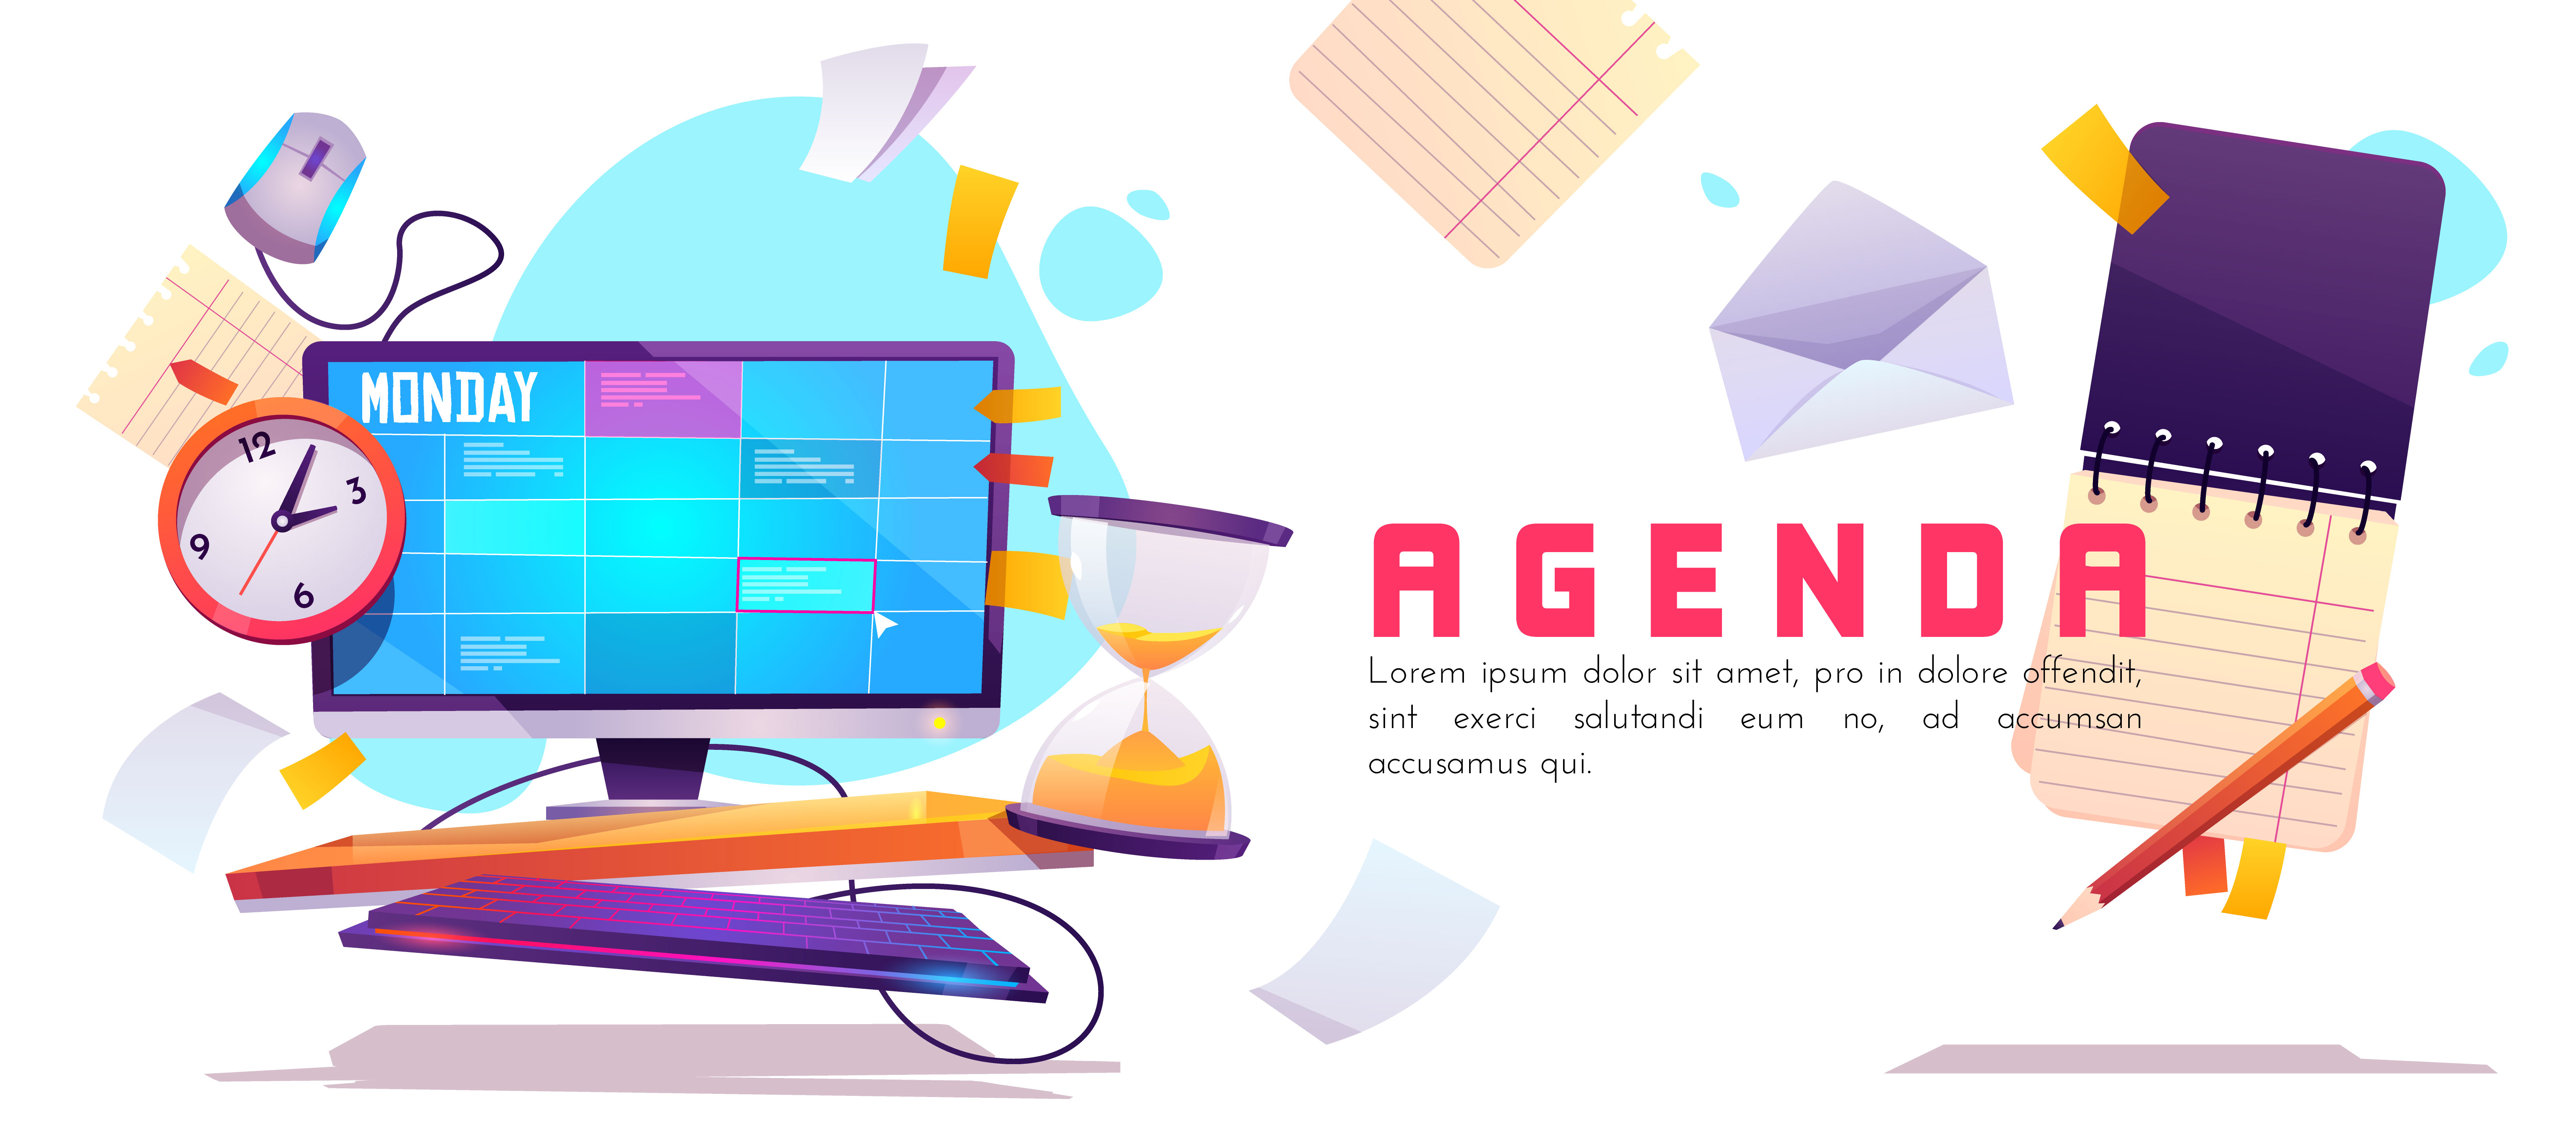 MONDAY
12
3
6
9
AGENDA
Lorem ipsum dolor sit amet, pro in dolore offendit,
sint exerci salutandi eum no, ad accumsan
accusamus qui.